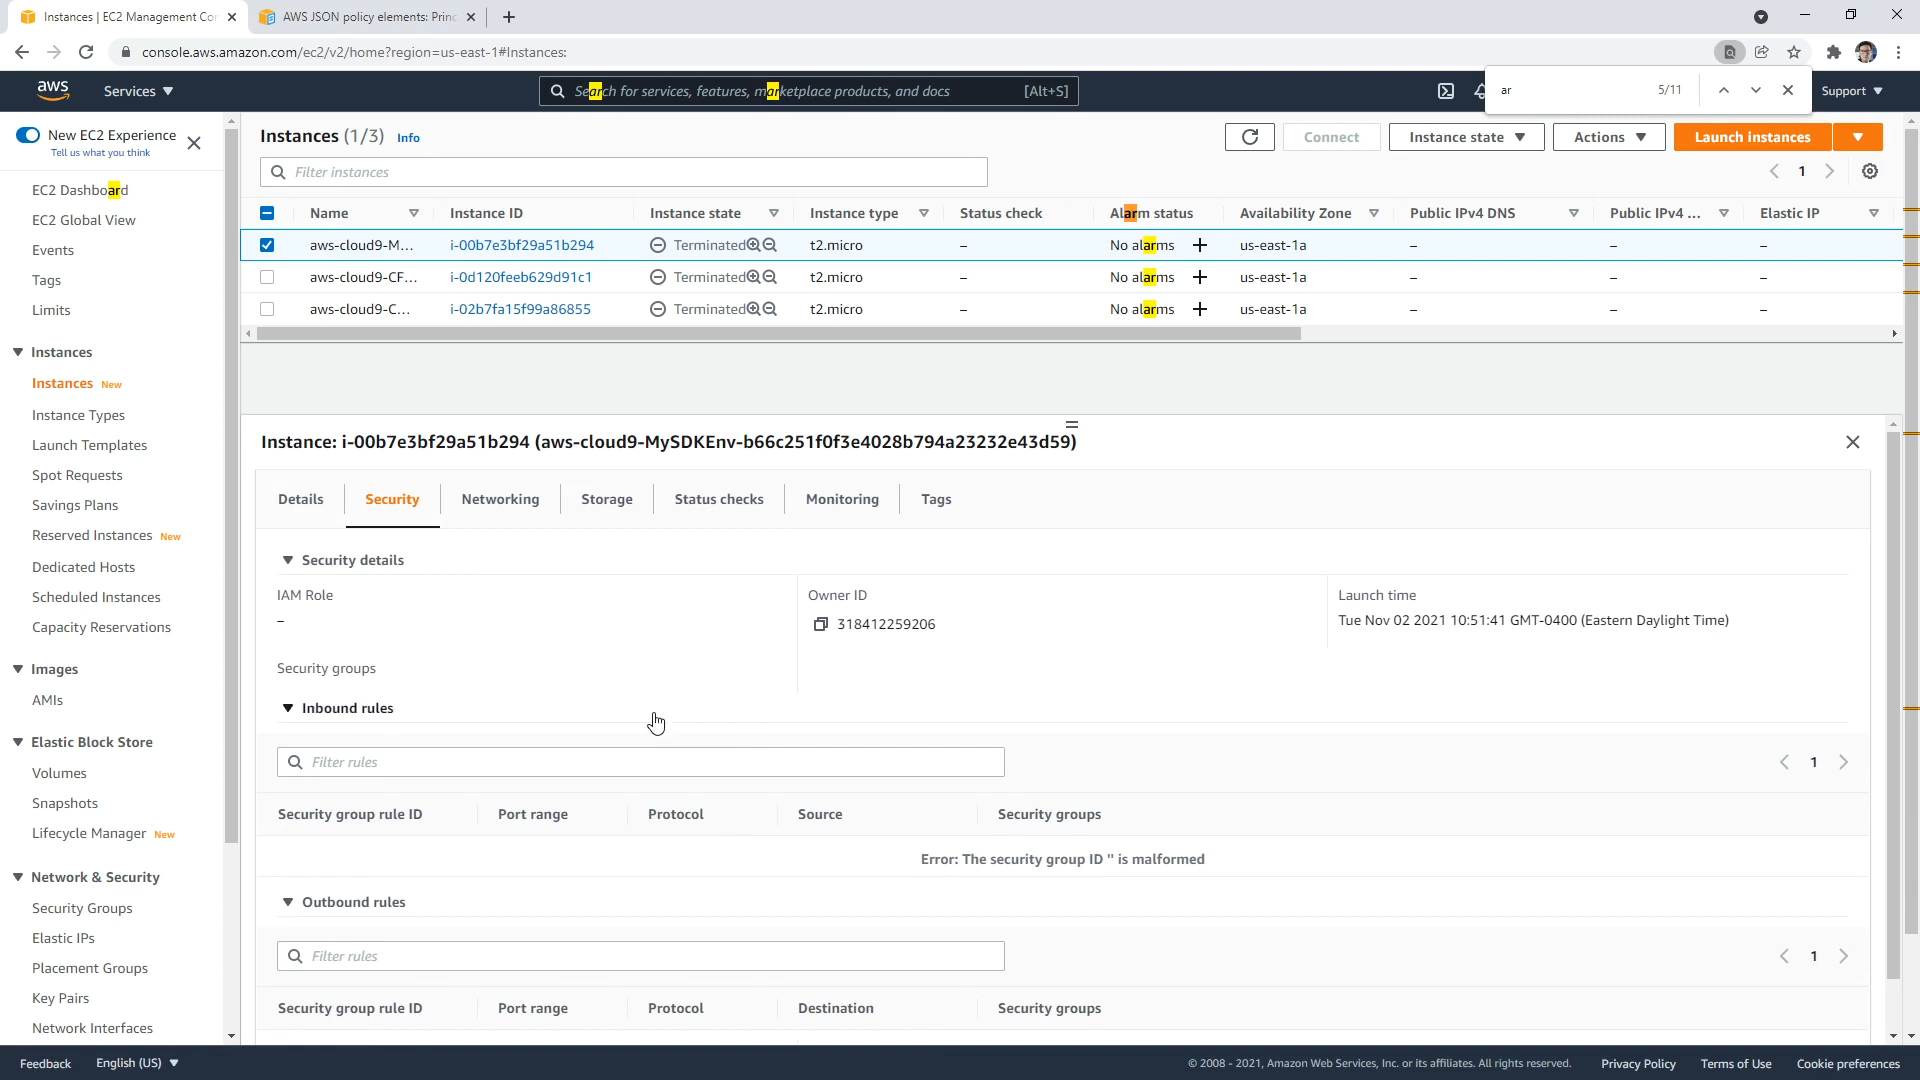 Instances | EC2 Management Con
AWS JSON policy elements: Princ
console.aws.amazon.com/ec2/v2/home?region=us-east-1#Instances:
aws
Services
Search for services, features, marketplace products, and docs
[Alt+S]
ar
5/11
Support
New EC2 Experience
Tell us what you think
EC2 Dashboard
EC2 Global View
Events
Tags
Limits
Instances
Instances New
Instance Types
Launch Templates
Spot Requests
Savings Plans
Reserved Instances New
Dedicated Hosts
Scheduled Instances
Capacity Reservations
Images
AMIs
Elastic Block Store
Volumes
Snapshots
Lifecycle Manager New
Network & Security
Security Groups
Elastic IPs
Placement Groups
Key Pairs
Network Interfaces
Instances (1/3) Info
Connect
Instance state
Actions
Launch instances
Filter instances
1
Name Instance ID Instance state Instance type Status check Alarm status Availability Zone Public IPv4 DNS Public IPv4 ... Elastic IP
aws-cloud9-M... i-00b7e3bf29a51b294 Terminated t2.micro – No alarms + us-east-1a – – –
aws-cloud9-CF... i-0d120feeb629d91c1 Terminated t2.micro – No alarms + us-east-1a – – –
aws-cloud9-C... i-02b7fa15f99a86855 Terminated t2.micro – No alarms + us-east-1a – – –
Instance: i-00b7e3bf29a51b294 (aws-cloud9-MySDKEnv-b66c251f0f3e4028b794a23232e43d59)
Details Security Networking Storage Status checks Monitoring Tags
Security details
IAM Role
–
Owner ID
318412259206
Launch time
Tue Nov 02 2021 10:51:41 GMT-0400 (Eastern Daylight Time)
Security groups
Inbound rules
Filter rules
1
Security group rule ID Port range Protocol Source Security groups
Error: The security group ID '' is malformed
Outbound rules
Filter rules
1
Security group rule ID Port range Protocol Destination Security groups
Feedback
English (US)
© 2008 - 2021, Amazon Web Services, Inc. or its affiliates. All rights reserved.
Privacy Policy
Terms of Use
Cookie preferences